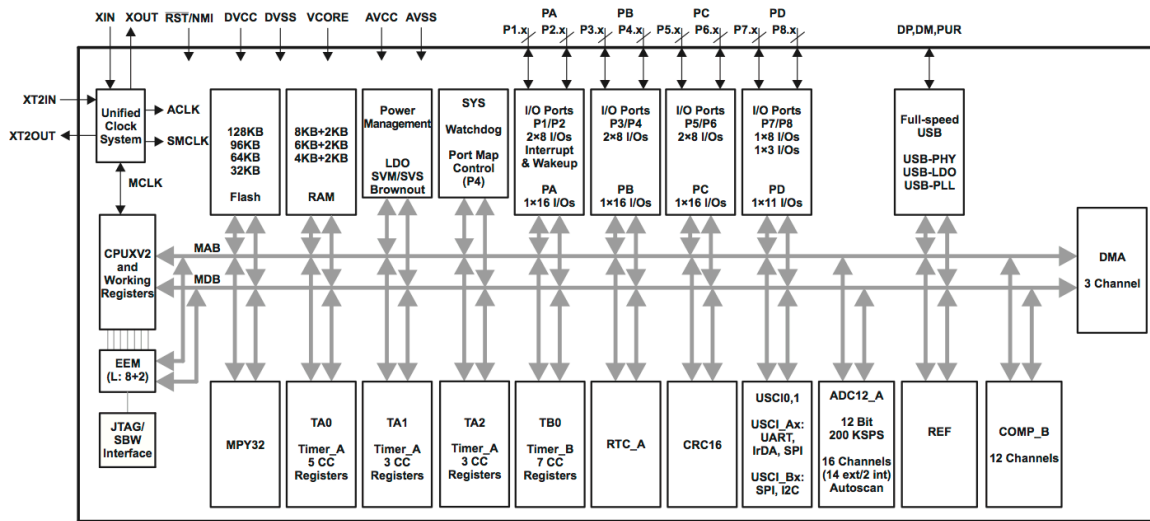 XIN XOUT RST/NMI DVCC DVSS VCORE AVCC AVSS
PA PB PC PD
P1.x P2.x P3.x P4.x P5.x P6.x P7.x P8.x
DP,DM,PUR
XT2IN
XT2OUT
Unified
Clock
System
ACLK
SMCLK
MCLK
128KB
96KB
64KB
32KB
Flash
8KB+2KB
6KB+2KB
4KB+2KB
RAM
Power
Management
LDO
SVM/SVS
Brownout
SYS
Watchdog
Port Map
Control
(P4)
I/O Ports
P1/P2
2×8 I/Os
Interrupt
& Wakeup
PA
1×16 I/Os
I/O Ports
P3/P4
2×8 I/Os
PB
1×16 I/Os
I/O Ports
P5/P6
2×8 I/Os
PC
1×16 I/Os
I/O Ports
P7/P8
1×8 I/Os
1×3 I/Os
PD
1×11 I/Os
Full-speed
USB
USB-PHY
USB-LDO
USB-PLL
CPUXV2
and
Working
Registers
MAB
MDB
DMA
3 Channel
EEM
(L: 8+2)
JTAG/
SBW
Interface
MPY32
TA0
Timer_A
5 CC
Registers
TA1
Timer_A
3 CC
Registers
TA2
Timer_A
3 CC
Registers
TB0
Timer_B
7 CC
Registers
RTC_A
CRC16
USCI0,1
USCI_Ax:
UART,
IrDA, SPI
USCI_Bx:
SPI, I2C
ADC12_A
12 Bit
200 KSPS
16 Channels
(14 ext/2 int)
Autoscan
REF
COMP_B
12 Channels